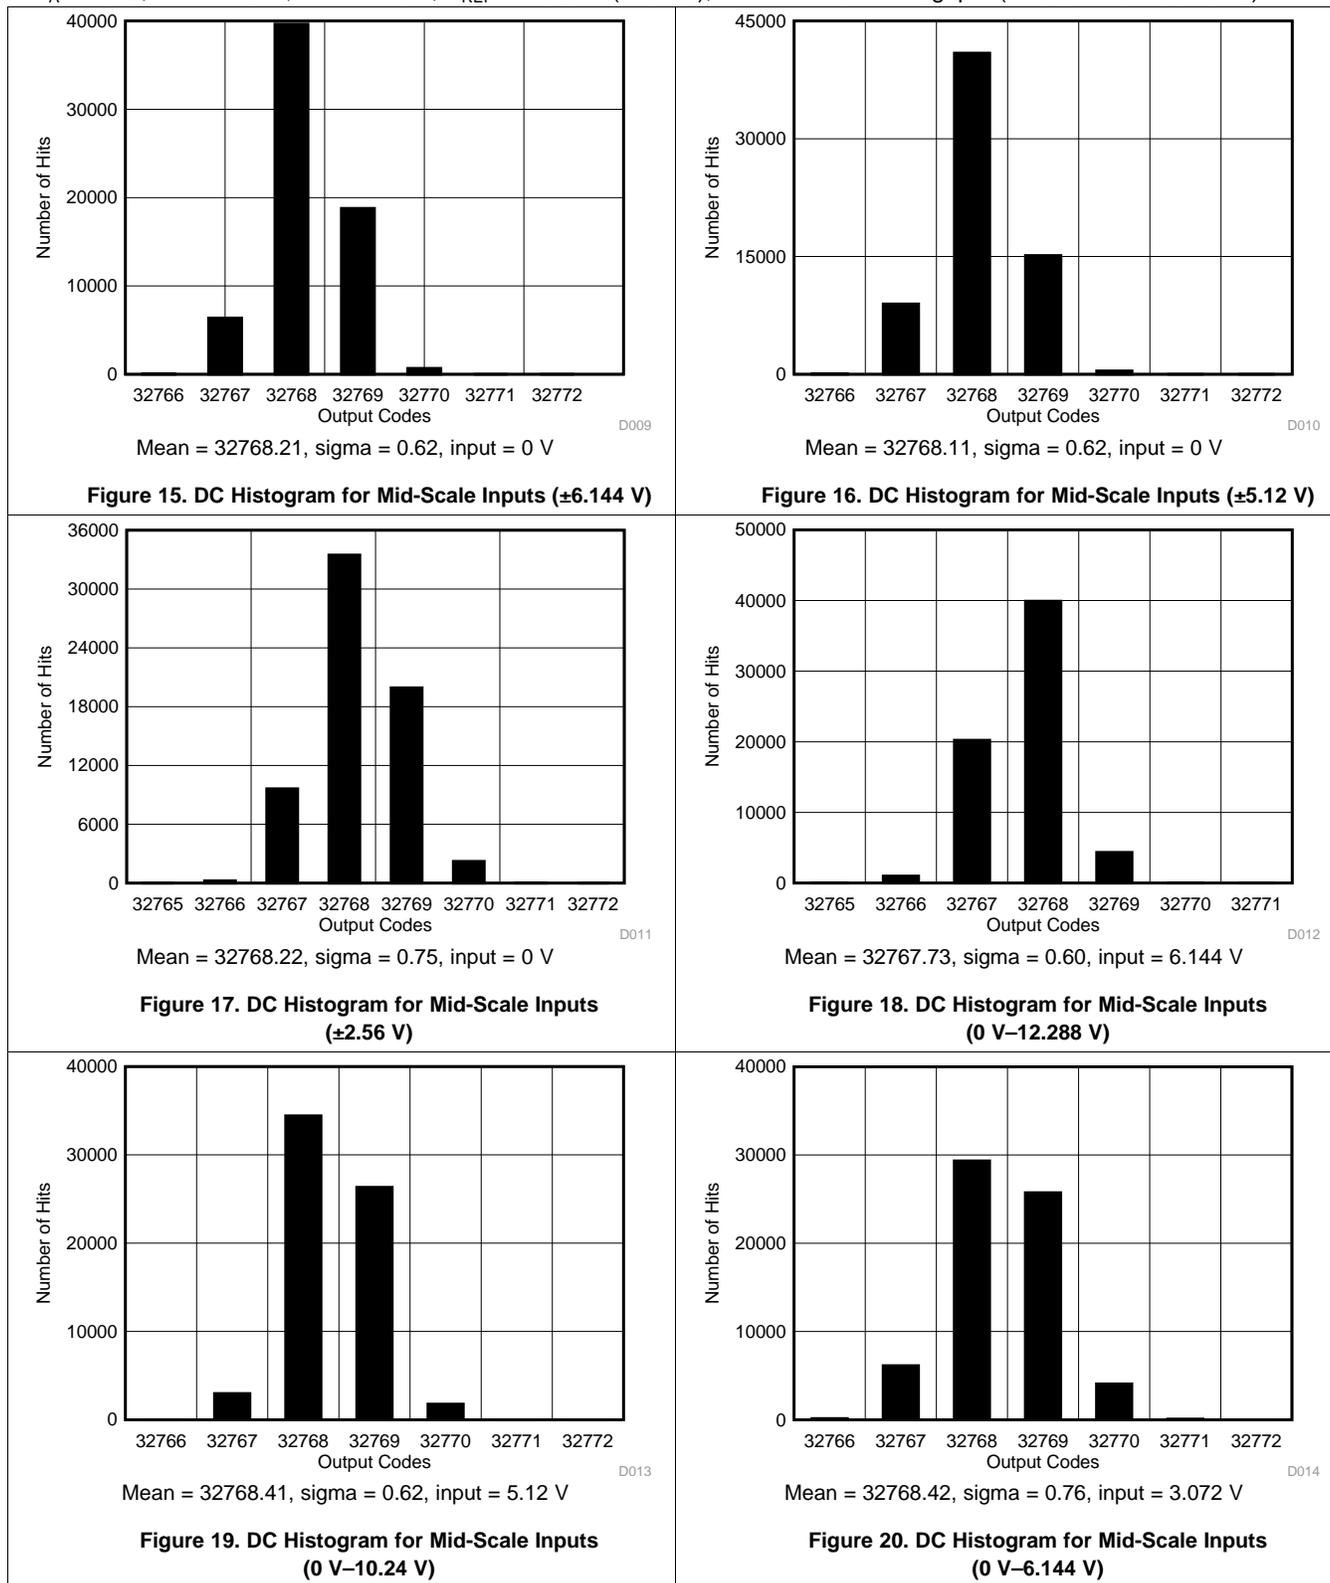 40000
30000
20000
10000
0
Number of Hits
32766 32767 32768 32769 32770 32771 32772
Output Codes
D009
Mean = 32768.21, sigma = 0.62, input = 0 V
Figure 15. DC Histogram for Mid-Scale Inputs (±6.144 V)
45000
30000
15000
0
Number of Hits
32766 32767 32768 32769 32770 32771 32772
Output Codes
D010
Mean = 32768.11, sigma = 0.62, input = 0 V
Figure 16. DC Histogram for Mid-Scale Inputs (±5.12 V)
36000
30000
24000
18000
12000
6000
0
Number of Hits
32765 32766 32767 32768 32769 32770 32771 32772
Output Codes
D011
Mean = 32768.22, sigma = 0.75, input = 0 V
Figure 17. DC Histogram for Mid-Scale Inputs
(±2.56 V)
50000
40000
30000
20000
10000
0
Number of Hits
32765 32766 32767 32768 32769 32770 32771
Output Codes
D012
Mean = 32767.73, sigma = 0.60, input = 6.144 V
Figure 18. DC Histogram for Mid-Scale Inputs
(0 V–12.288 V)
40000
30000
20000
10000
0
Number of Hits
32766 32767 32768 32769 32770 32771 32772
Output Codes
D013
Mean = 32768.41, sigma = 0.62, input = 5.12 V
Figure 19. DC Histogram for Mid-Scale Inputs
(0 V–10.24 V)
40000
30000
20000
10000
0
Number of Hits
32766 32767 32768 32769 32770 32771 32772
Output Codes
D014
Mean = 32768.42, sigma = 0.76, input = 3.072 V
Figure 20. DC Histogram for Mid-Scale Inputs
(0 V–6.144 V)